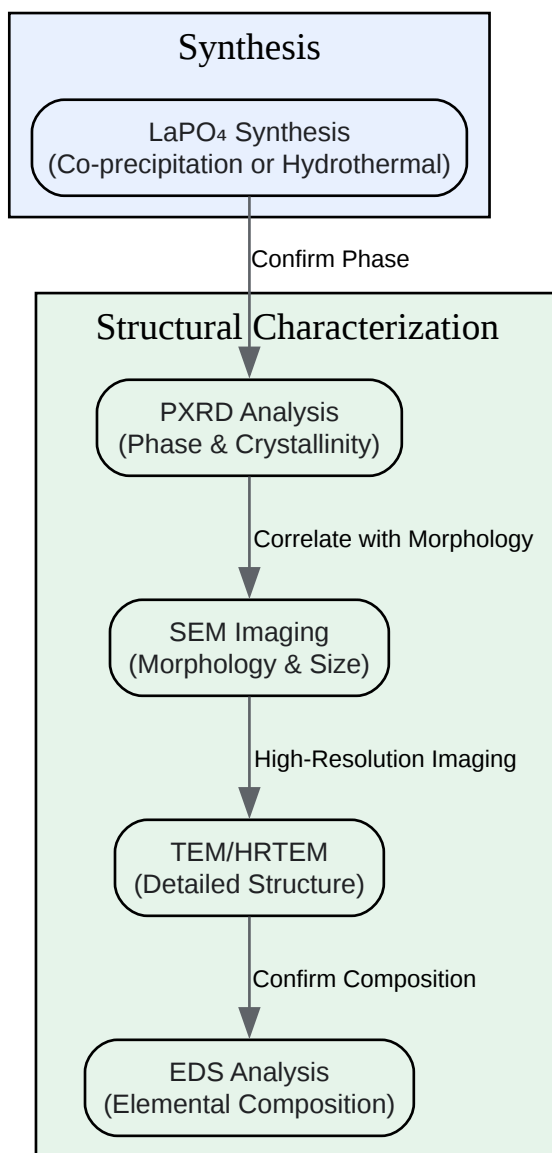 Synthesis
LaPO₄ Synthesis
(Co-precipitation or Hydrothermal)
Confirm Phase
Structural Characterization
PXRD Analysis
(Phase & Crystallinity)
Correlate with Morphology
SEM Imaging
(Morphology & Size)
High-Resolution Imaging
TEM/HRTEM
(Detailed Structure)
Confirm Composition
EDS Analysis
(Elemental Composition)